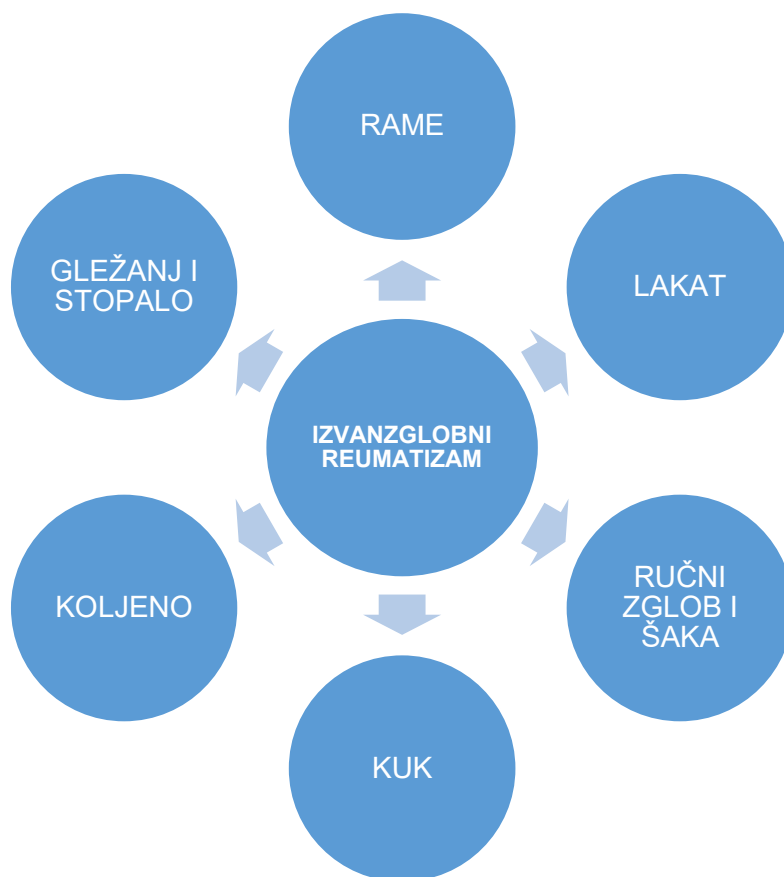 RAME
GLEŽANJ I
STOPALO
LAKAT
IZVANZGLOBNI
REUMATIZAM
KOLJENO
RUČNI
ZGLOB I
ŠAKA
KUK